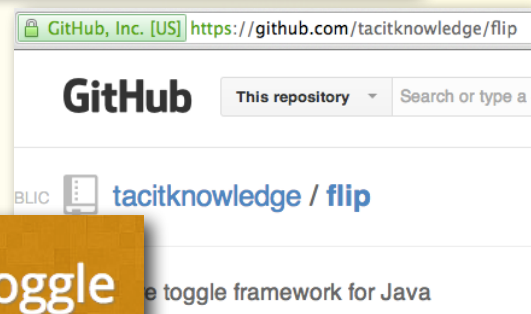 GitHub, Inc. [US] https://github.com/tacitknowledge/flip
GitHub This repository Search or type a
BLIC tacitknowledge / flip
oggle
e toggle framework for Java